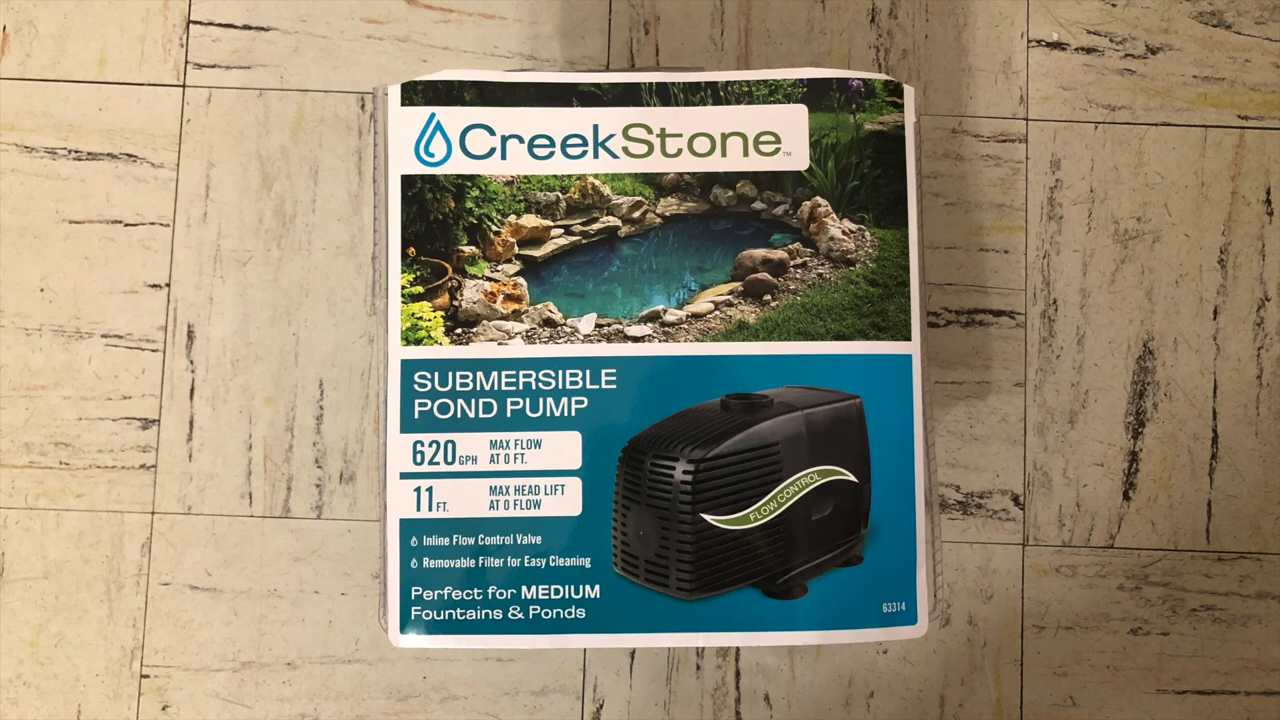 CreekStone™
SUBMERSIBLE
POND PUMP
620 GPH MAX FLOW
AT 0 FT.
11 FT. MAX HEAD LIFT
AT 0 FLOW
Inline Flow Control Valve
Removable Filter for Easy Cleaning
Perfect for MEDIUM
Fountains & Ponds
FLOW CONTROL
63314